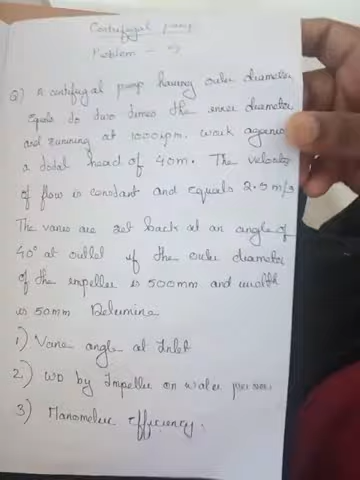 Centrifugal pump
Problem - 
Q) A centifugal pump having outer diameter
equals to two times the inner diameter
and running at 1000rpm. work against
a total head of 40m. The velocity
of flow is constant and equals 2.5 m/s
The vanes are set back at an angle of
40° at outlet if the outer diameter
of the impeller is 500mm and width
is 50mm Determine
1) Vane angle at Inlet
2) WD by Impeller on water per sec
3) Manometric Efficiency.